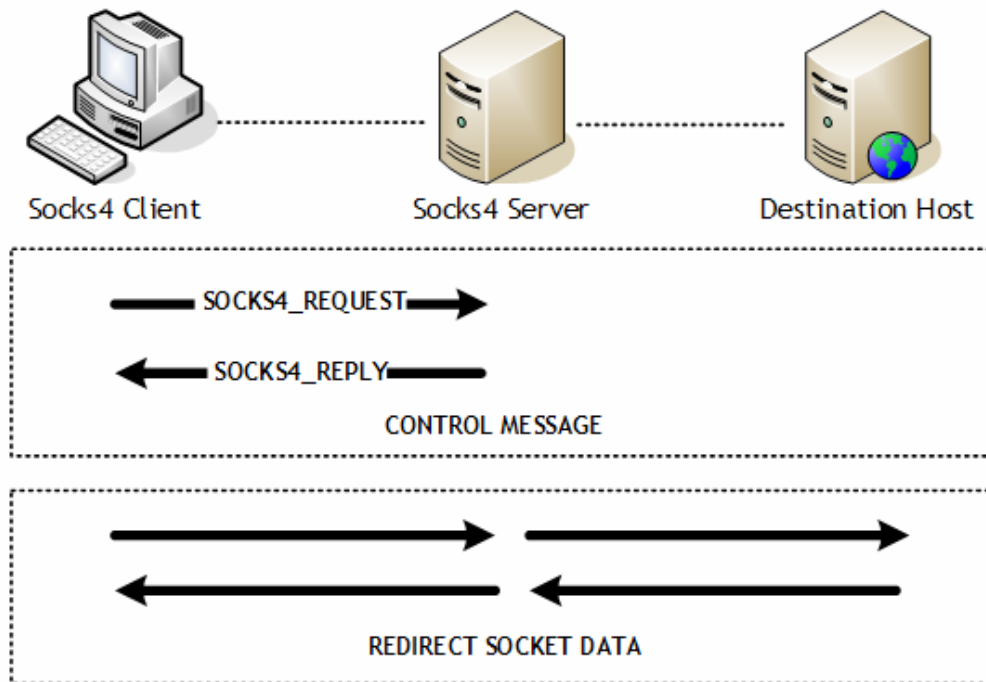 Socks4 Client
Socks4 Server
Destination Host
SOCKS4_REQUEST
SOCKS4_REPLY
CONTROL MESSAGE
REDIRECT SOCKET DATA